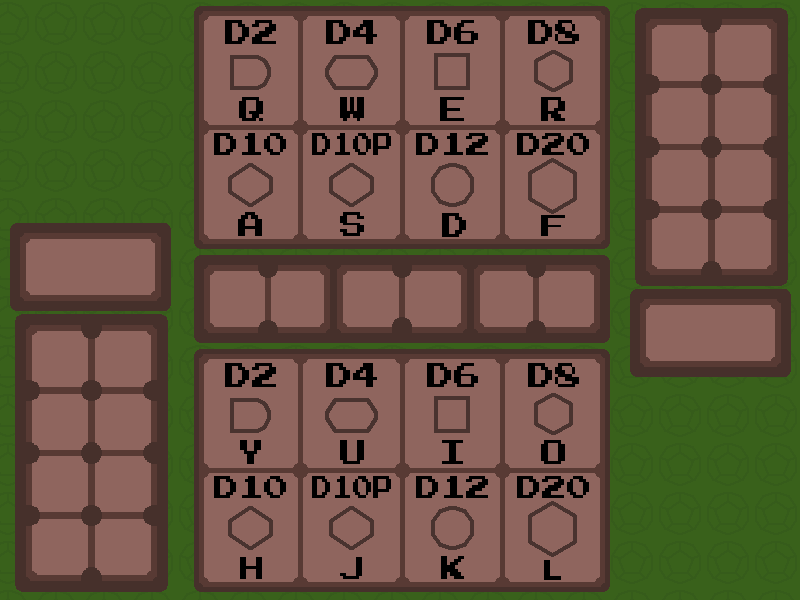 D2 D4 D6 D8
Q W E R
D10 D10P D12 D20
A S D F
D2 D4 D6 D8
Y U I O
D10 D10P D12 D20
H J K L